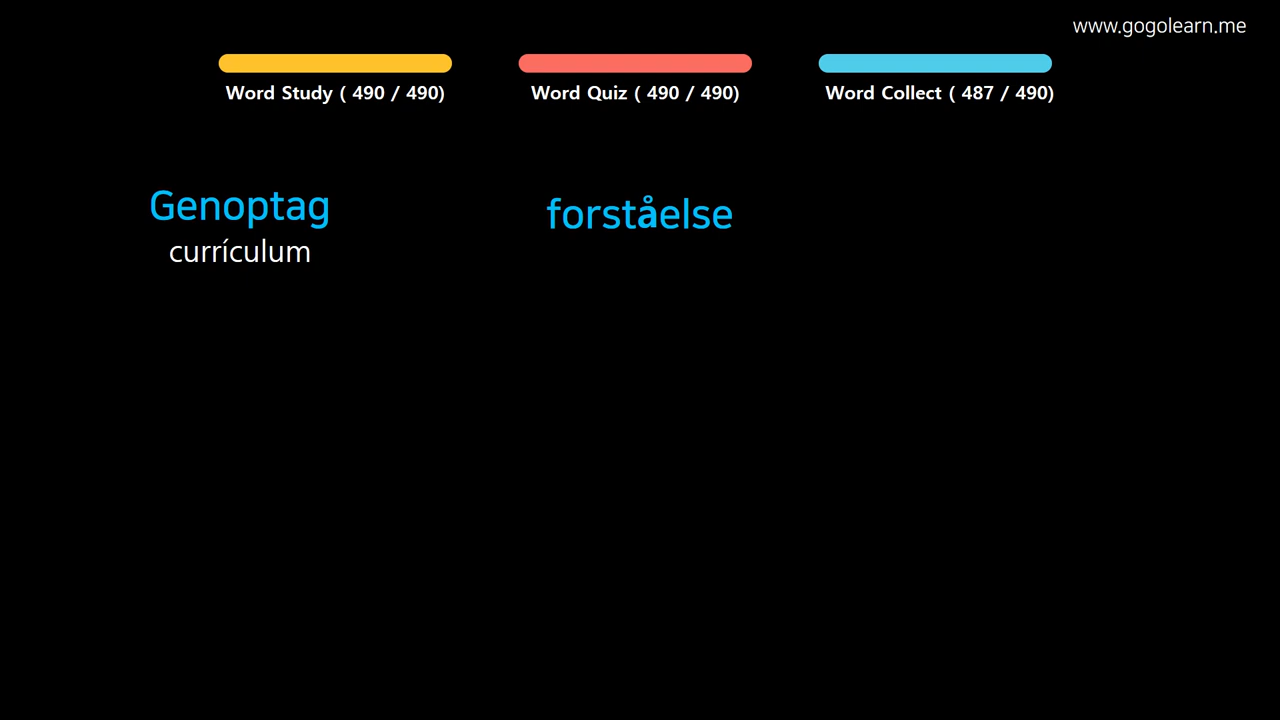 www.gogolearn.me
Word Study ( 490 / 490)
Word Quiz ( 490 / 490)
Word Collect ( 487 / 490)
Genoptag
forståelse
currículum